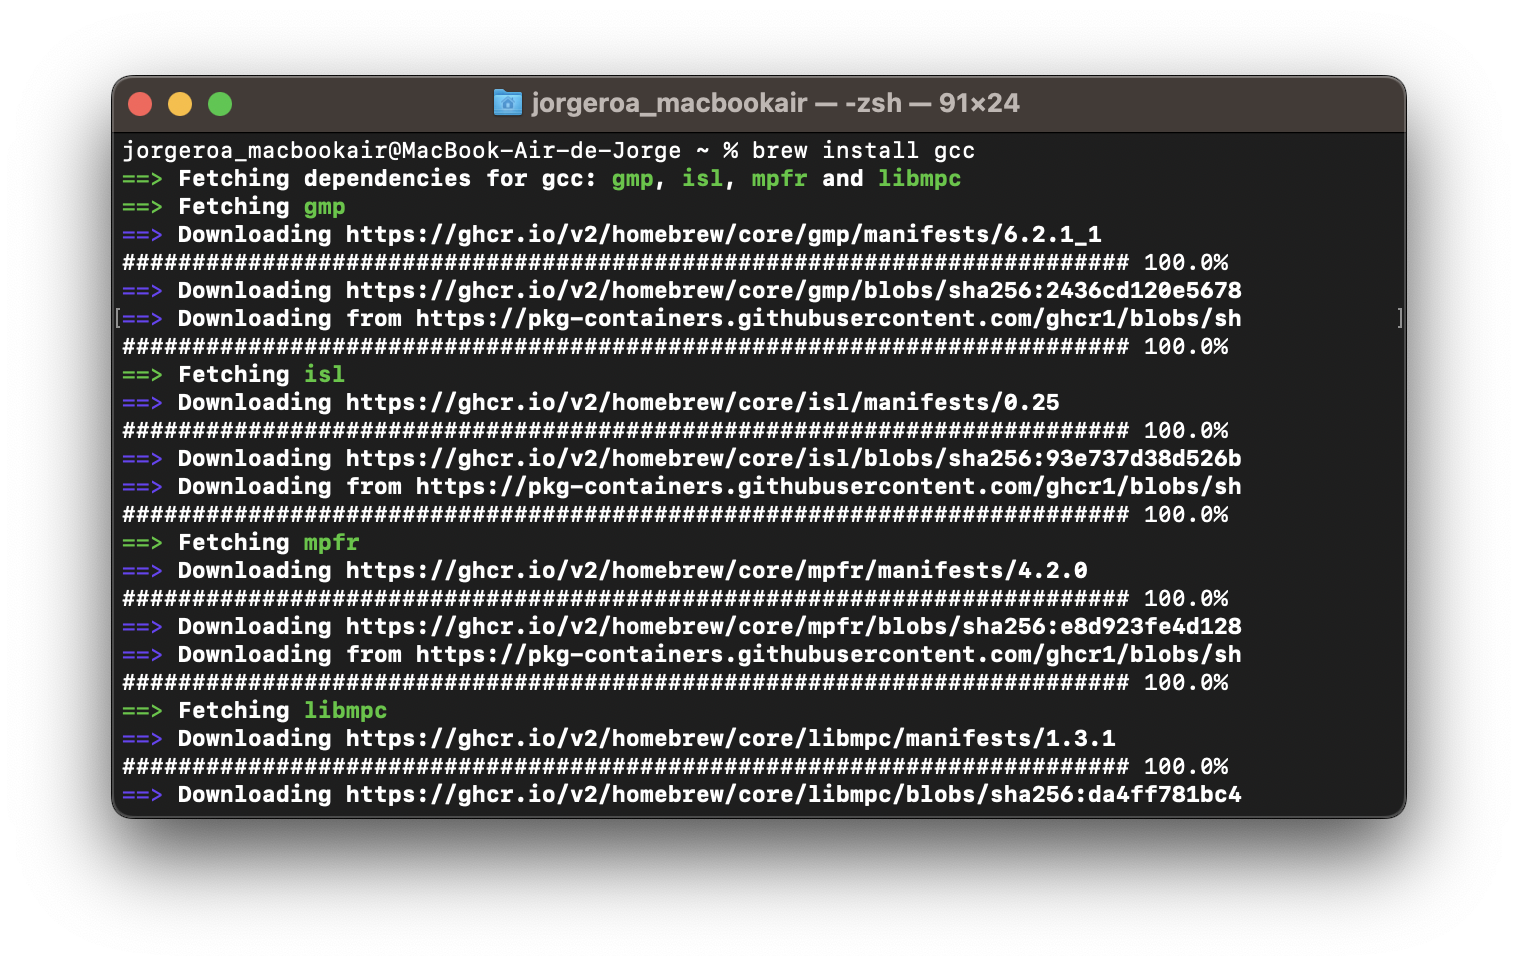 jorgeroa_macbookair — -zsh — 91×24
jorgeroa_macbookair@MacBook-Air-de-Jorge ~ % brew install gcc
==> Fetching dependencies for gcc: gmp, isl, mpfr and libmpc
==> Fetching gmp
==> Downloading https://ghcr.io/v2/homebrew/core/gmp/manifests/6.2.1_1
######################################################################## 100.0%
==> Downloading https://ghcr.io/v2/homebrew/core/gmp/blobs/sha256:2436cd120e5678
[==> Downloading from https://pkg-containers.githubusercontent.com/ghcr1/blobs/sh ]
######################################################################## 100.0%
==> Fetching isl
==> Downloading https://ghcr.io/v2/homebrew/core/isl/manifests/0.25
######################################################################## 100.0%
==> Downloading https://ghcr.io/v2/homebrew/core/isl/blobs/sha256:93e737d38d526b
==> Downloading from https://pkg-containers.githubusercontent.com/ghcr1/blobs/sh
######################################################################## 100.0%
==> Fetching mpfr
==> Downloading https://ghcr.io/v2/homebrew/core/mpfr/manifests/4.2.0
######################################################################## 100.0%
==> Downloading https://ghcr.io/v2/homebrew/core/mpfr/blobs/sha256:e8d923fe4d128
==> Downloading from https://pkg-containers.githubusercontent.com/ghcr1/blobs/sh
######################################################################## 100.0%
==> Fetching libmpc
==> Downloading https://ghcr.io/v2/homebrew/core/libmpc/manifests/1.3.1
######################################################################## 100.0%
==> Downloading https://ghcr.io/v2/homebrew/core/libmpc/blobs/sha256:da4ff781bc4